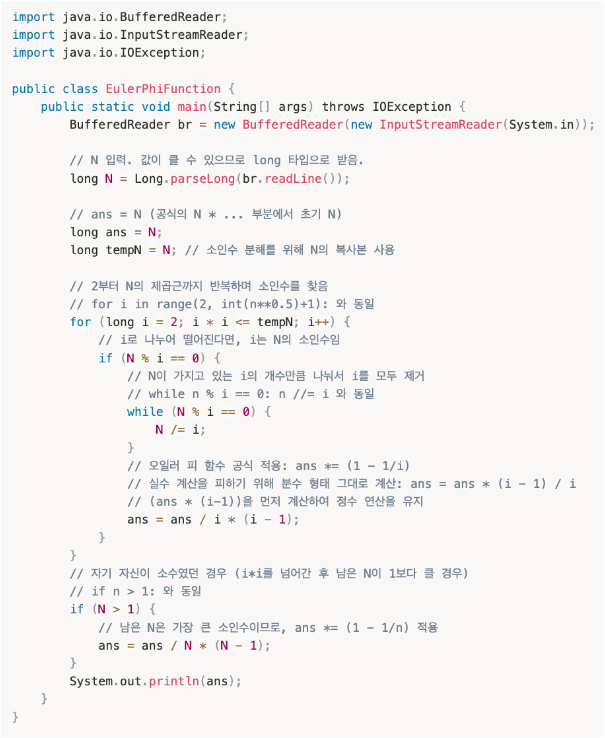 import java.io.BufferedReader;
import java.io.InputStreamReader;
import java.io.IOException;

public class EulerPhiFunction {
    public static void main(String[] args) throws IOException {
        BufferedReader br = new BufferedReader(new InputStreamReader(System.in));

        // N 입력. 값이 클 수 있으므로 long 타입으로 받음.
        long N = Long.parseLong(br.readLine());

        // ans = N (공식의 N * ... 부분에서 초기 N)
        long ans = N;
        long tempN = N; // 소인수 분해를 위해 N의 복사본 사용

        // 2부터 N의 제곱근까지 반복하며 소인수를 찾음
        // for i in range(2, int(n**0.5)+1): 와 동일
        for (long i = 2; i * i <= tempN; i++) {
            // i로 나누어 떨어진다면, i는 N의 소인수임
            if (N % i == 0) {
                // N이 가지고 있는 i의 개수만큼 나눠서 i를 모두 제거
                // while n % i == 0: n //= i 와 동일
                while (N % i == 0) {
                    N /= i;
                }
                // 오일러 피 함수 공식 적용: ans *= (1 - 1/i)
                // 실수 계산을 피하기 위해 분수 형태 그대로 계산: ans = ans * (i - 1) / i
                // (ans * (i-1))을 먼저 계산하여 정수 연산을 유지
                ans = ans / i * (i - 1);
            }
        }
        // 자기 자신이 소수였던 경우 (i*i를 넘어간 후 남은 N이 1보다 클 경우)
        // if n > 1: 와 동일
        if (N > 1) {
            // 남은 N은 가장 큰 소인수이므로, ans *= (1 - 1/n) 적용
            ans = ans / N * (N - 1);
        }
        System.out.println(ans);
    }
}